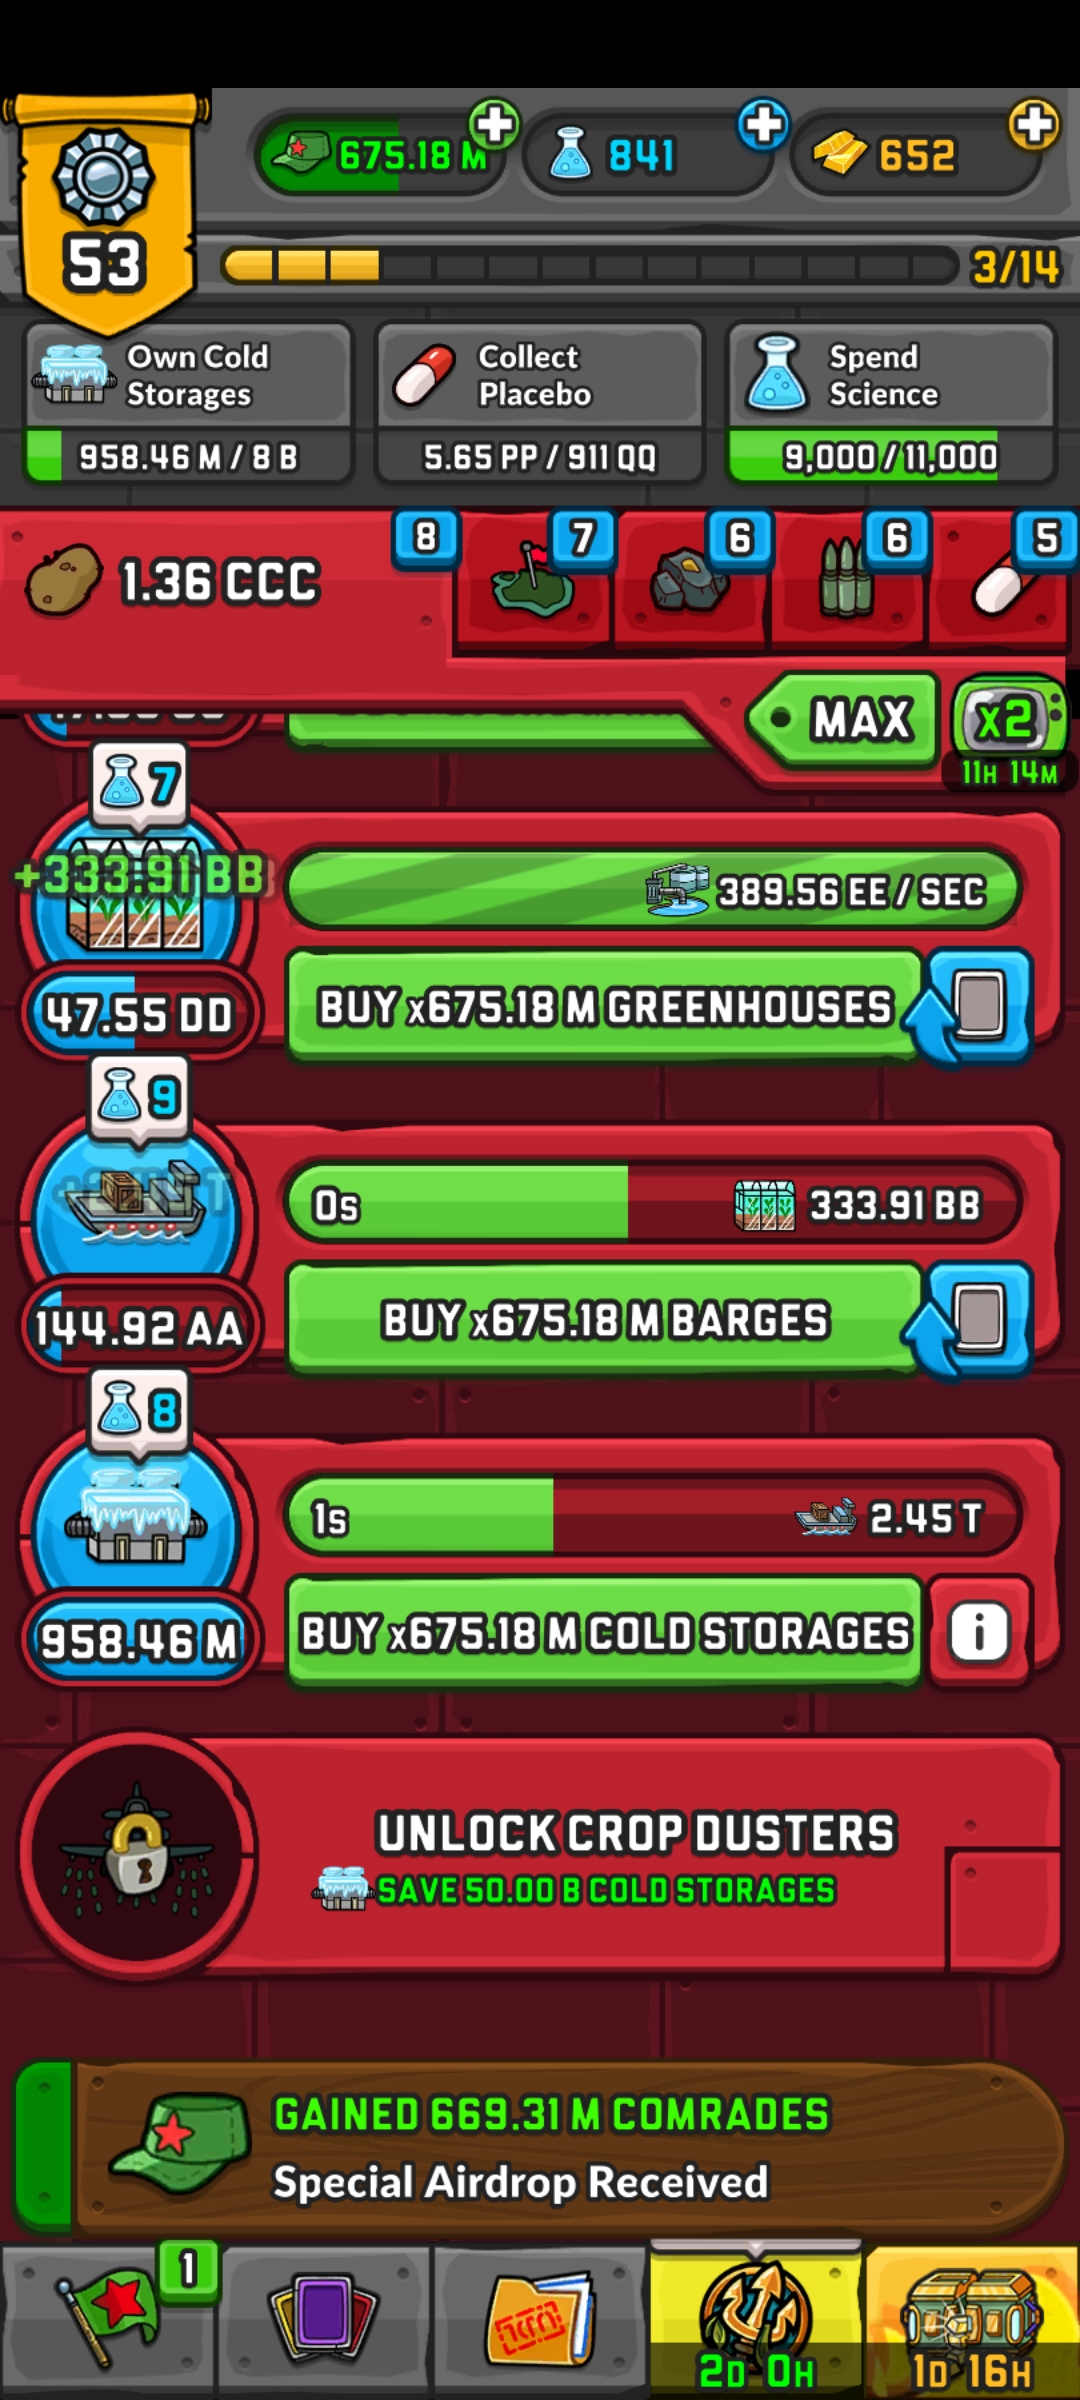 675.18 M
841
652
53
3/14
Own Cold
Storages
958.46 M / 8 B
Collect
Placebo
5.65 PP / 911 QQ
Spend
Science
9,000 / 11,000
1.36 CCC
8
7
6
6
5
MAX
x2
11H 14M
7
+333.91 BB
389.56 EE / SEC
47.55 DD
BUY x675.18 M GREENHOUSES
9
0s
333.91 BB
144.92 AA
BUY x675.18 M BARGES
8
1s
2.45 T
958.46 M
BUY x675.18 M COLD STORAGES
i
UNLOCK CROP DUSTERS
SAVE 50.00 B COLD STORAGES
GAINED 669.31 M COMRADES
Special Airdrop Received
1
2D 0H
1D 16H